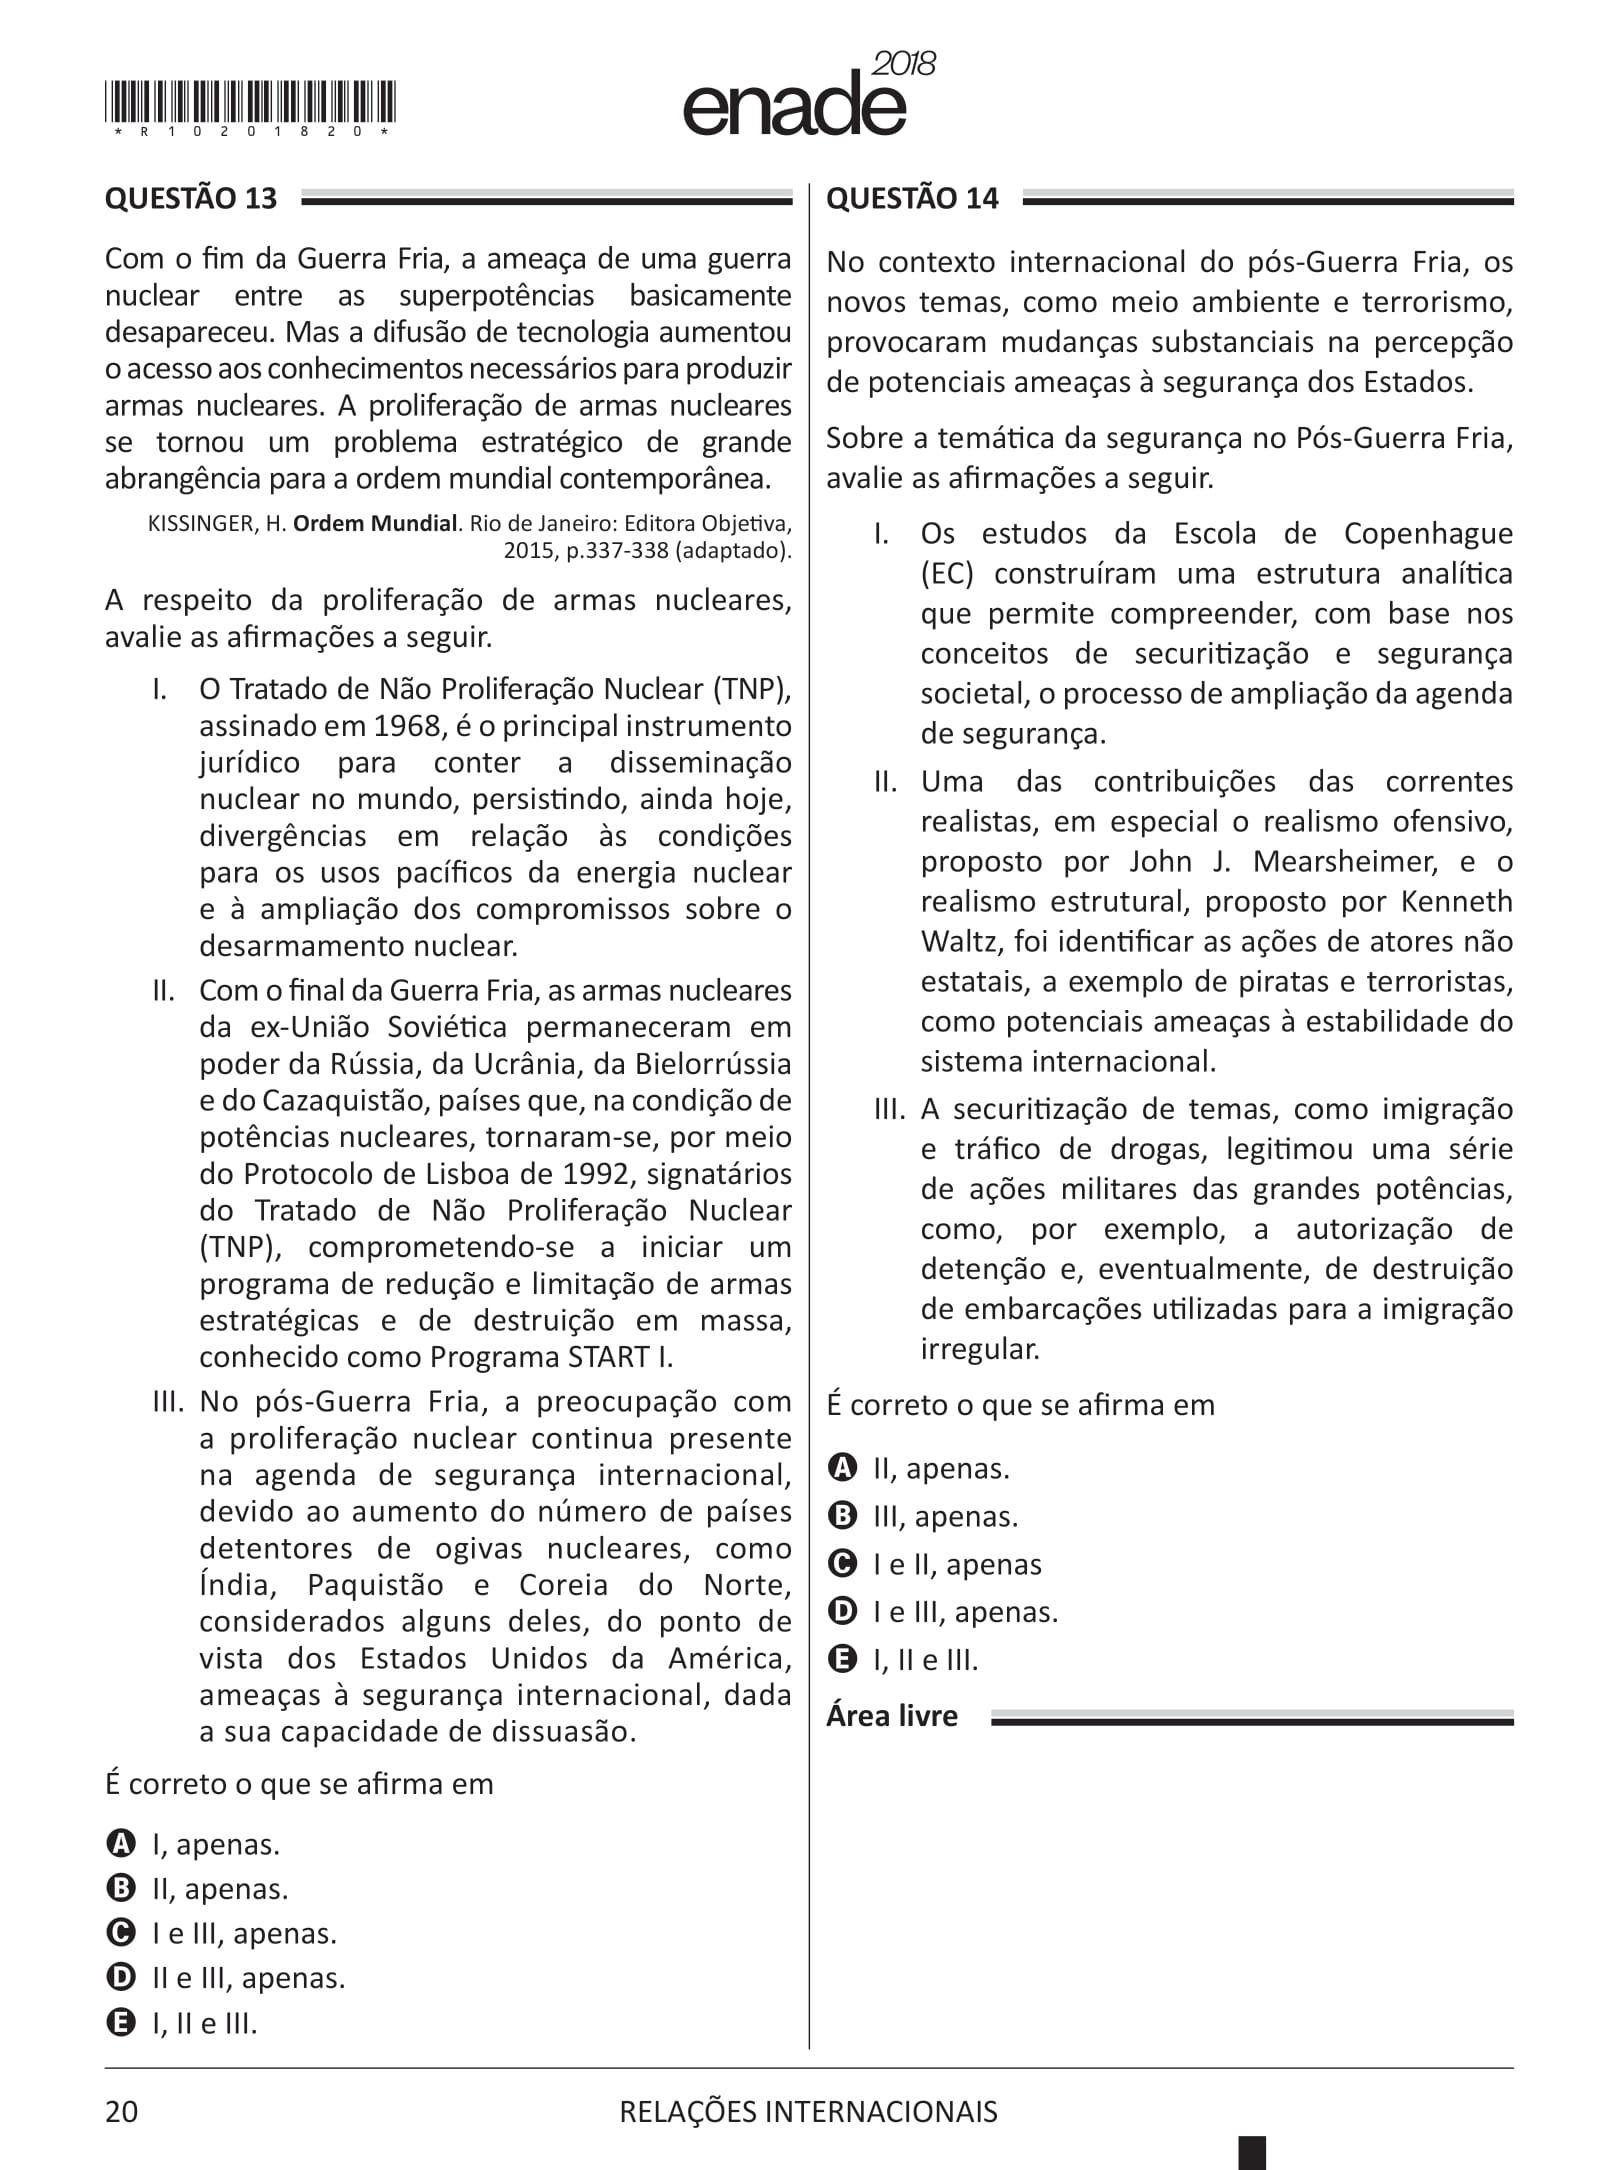 enade 2018
*R10201820*
QUESTÃO 13
Com o fim da Guerra Fria, a ameaça de uma guerra
nuclear entre as superpotências basicamente
desapareceu. Mas a difusão de tecnologia aumentou
o acesso aos conhecimentos necessários para produzir
armas nucleares. A proliferação de armas nucleares
se tornou um problema estratégico de grande
abrangência para a ordem mundial contemporânea.
KISSINGER, H. Ordem Mundial. Rio de Janeiro: Editora Objetiva,
2015, p.337-338 (adaptado).
A respeito da proliferação de armas nucleares,
avalie as afirmações a seguir.
I. O Tratado de Não Proliferação Nuclear (TNP),
assinado em 1968, é o principal instrumento
jurídico para conter a disseminação
nuclear no mundo, persistindo, ainda hoje,
divergências em relação às condições
para os usos pacíficos da energia nuclear
e à ampliação dos compromissos sobre o
desarmamento nuclear.
II. Com o final da Guerra Fria, as armas nucleares
da ex-União Soviética permaneceram em
poder da Rússia, da Ucrânia, da Bielorrússia
e do Cazaquistão, países que, na condição de
potências nucleares, tornaram-se, por meio
do Protocolo de Lisboa de 1992, signatários
do Tratado de Não Proliferação Nuclear
(TNP), comprometendo-se a iniciar um
programa de redução e limitação de armas
estratégicas e de destruição em massa,
conhecido como Programa START I.
III. No pós-Guerra Fria, a preocupação com
a proliferação nuclear continua presente
na agenda de segurança internacional,
devido ao aumento do número de países
detentores de ogivas nucleares, como
Índia, Paquistão e Coreia do Norte,
considerados alguns deles, do ponto de
vista dos Estados Unidos da América,
ameaças à segurança internacional, dada
a sua capacidade de dissuasão.
É correto o que se afirma em
A I, apenas.
B II, apenas.
C I e III, apenas.
D II e III, apenas.
E I, II e III.
QUESTÃO 14
No contexto internacional do pós-Guerra Fria, os
novos temas, como meio ambiente e terrorismo,
provocaram mudanças substanciais na percepção
de potenciais ameaças à segurança dos Estados.
Sobre a temática da segurança no Pós-Guerra Fria,
avalie as afirmações a seguir.
I. Os estudos da Escola de Copenhague
(EC) construíram uma estrutura analítica
que permite compreender, com base nos
conceitos de securitização e segurança
societal, o processo de ampliação da agenda
de segurança.
II. Uma das contribuições das correntes
realistas, em especial o realismo ofensivo,
proposto por John J. Mearsheimer, e o
realismo estrutural, proposto por Kenneth
Waltz, foi identificar as ações de atores não
estatais, a exemplo de piratas e terroristas,
como potenciais ameaças à estabilidade do
sistema internacional.
III. A securitização de temas, como imigração
e tráfico de drogas, legitimou uma série
de ações militares das grandes potências,
como, por exemplo, a autorização de
detenção e, eventualmente, de destruição
de embarcações utilizadas para a imigração
irregular.
É correto o que se afirma em
A II, apenas.
B III, apenas.
C I e II, apenas
D I e III, apenas.
E I, II e III.
Área livre
20
RELAÇÕES INTERNACIONAIS